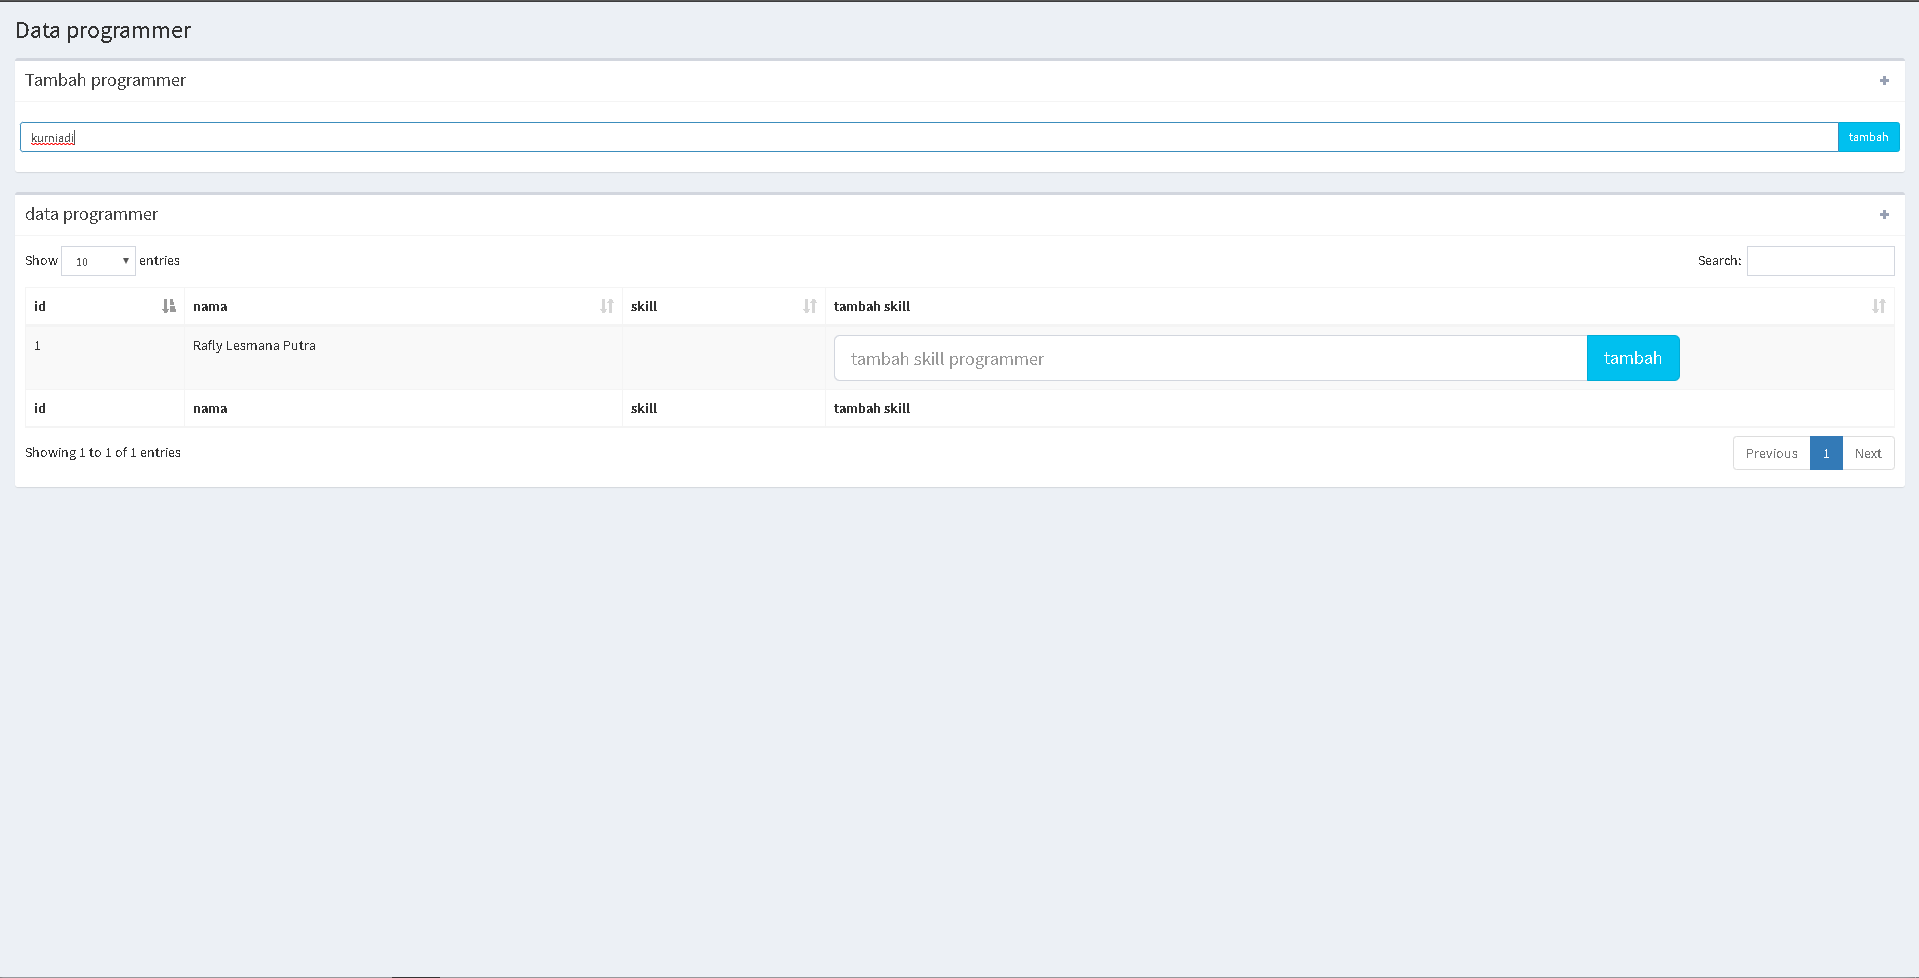 Data programmer
Tambah programmer
kurniadi tambah
data programmer
Show 10 entries Search:
id nama skill tambah skill
1 Rafly Lesmana Putra tambah skill programmer tambah
id nama skill tambah skill
Showing 1 to 1 of 1 entries Previous 1 Next